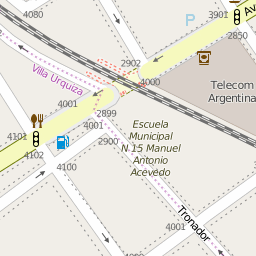 4080
3901
P
Av
2850
2902
4000
Villa Urquiza
Telecom
Argentina
4001
2899
4101
4001
2900
4102
4100
Escuela
Municipal
N 15 Manuel
Antonio
Acevedo
Tronador